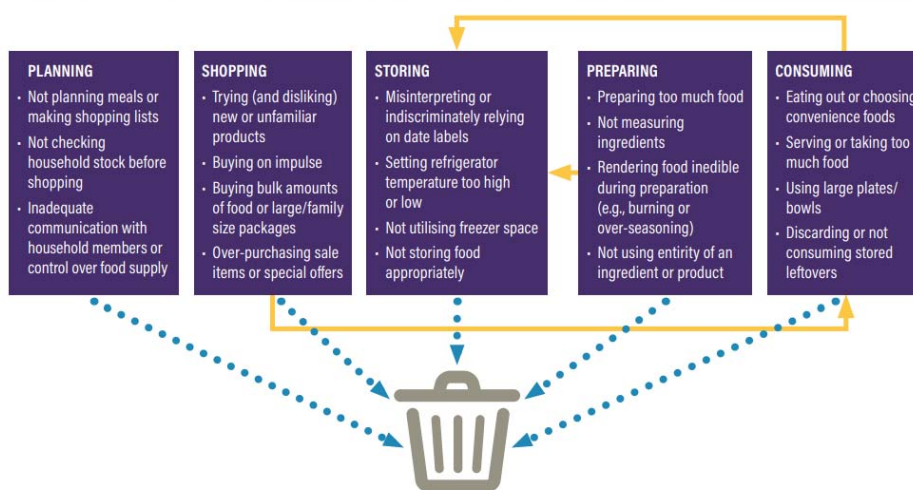 PLANNING
• Not planning meals or
making shopping lists
• Not checking
household stock before
shopping
• Inadequate
communication with
household members or
control over food supply
SHOPPING
• Trying (and disliking)
new or unfamiliar
products
• Buying on impulse
• Buying bulk amounts
of food or large/family
size packages
• Over-purchasing sale
items or special offers
STORING
• Misinterpreting or
indiscriminately relying
on date labels
• Setting refrigerator
temperature too high
or low
• Not utilising freezer space
• Not storing food
appropriately
PREPARING
• Preparing too much food
• Not measuring
ingredients
• Rendering food inedible
during preparation
(e.g., burning or
over-seasoning)
• Not using entirity of an
ingredient or product
CONSUMING
• Eating out or choosing
convenience foods
• Serving or taking too
much food
• Using large plates/
bowls
• Discarding or not
consuming stored
leftovers